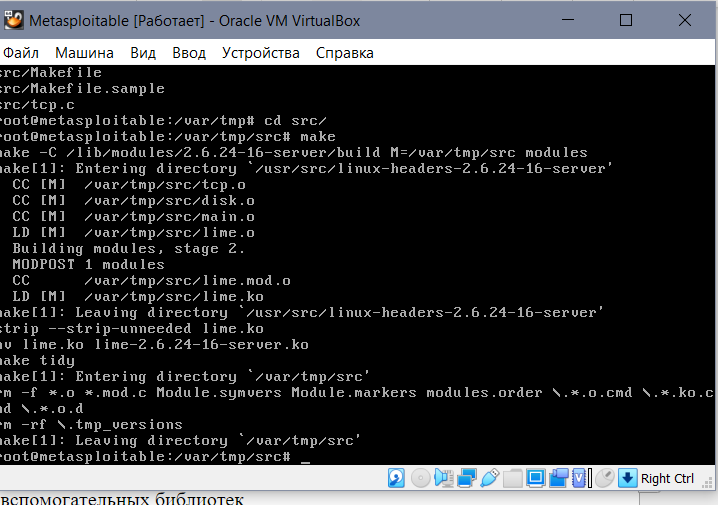 Metasploitable [Работает] - Oracle VM VirtualBox
Файл Машина Вид Ввод Устройства Справка
src/Makefile
src/Makefile.sample
src/tcp.c
root@metasploitable:/var/tmp# cd src/
root@metasploitable:/var/tmp/src# make
make -C /lib/modules/2.6.24-16-server/build M=/var/tmp/src modules
make[1]: Entering directory `/usr/src/linux-headers-2.6.24-16-server'
CC [M]  /var/tmp/src/tcp.o
CC [M]  /var/tmp/src/disk.o
CC [M]  /var/tmp/src/main.o
LD [M]  /var/tmp/src/lime.o
Building modules, stage 2.
MODPOST 1 modules
CC      /var/tmp/src/lime.mod.o
LD [M]  /var/tmp/src/lime.ko
make[1]: Leaving directory `/usr/src/linux-headers-2.6.24-16-server'
strip --strip-unneeded lime.ko
mv lime.ko lime-2.6.24-16-server.ko
make tidy
make[1]: Entering directory `/var/tmp/src'
rm -f *.o *.mod.c Module.symvers Module.markers modules.order \.*.o.cmd \.*.ko.c
md \.*.o.d
rm -rf \.tmp_versions
make[1]: Leaving directory `/var/tmp/src'
root@metasploitable:/var/tmp/src# _
Right Ctrl
вспомогательных библиотек